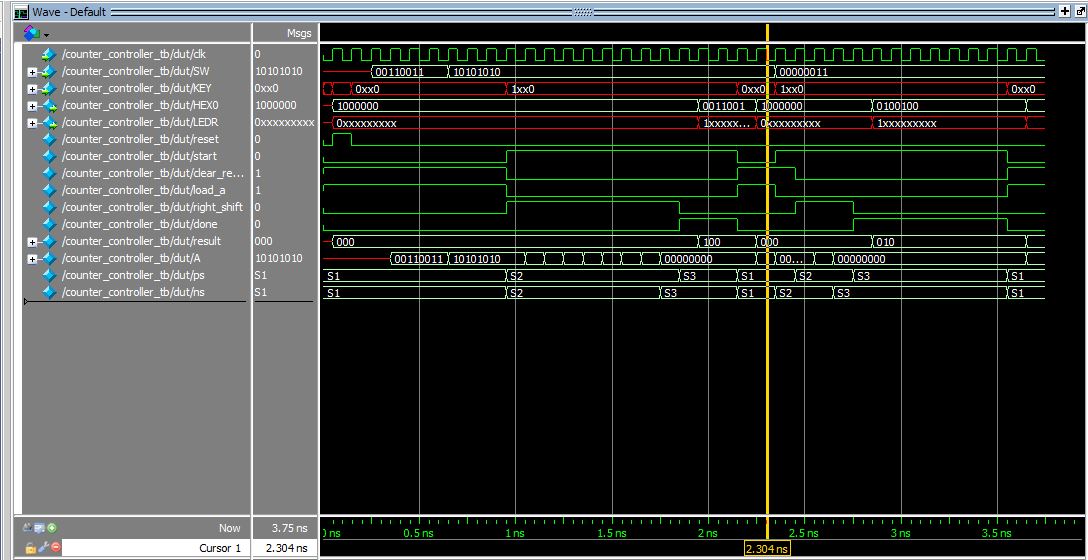 Wave - Default
Msgs
/counter_controller_tb/dut/clk 0
/counter_controller_tb/dut/SW 10101010 00110011 10101010 00000011
/counter_controller_tb/dut/KEY 0xx0 0xx0 1xx0 0xx0 1xx0 0xx0
/counter_controller_tb/dut/HEX0 1000000 1000000 0011001 1000000 0100100
/counter_controller_tb/dut/LEDR 0xxxxxxxxx 0xxxxxxxxx 1xxxxx... 0xxxxxxxxx 1xxxxxxxxx
/counter_controller_tb/dut/reset 0
/counter_controller_tb/dut/start 0
/counter_controller_tb/dut/clear_re... 1
/counter_controller_tb/dut/load_a 1
/counter_controller_tb/dut/right_shift 0
/counter_controller_tb/dut/done 0
/counter_controller_tb/dut/result 000 000 100 000 010
/counter_controller_tb/dut/A 10101010 00110011 10101010 00000000 00... 00000000
/counter_controller_tb/dut/ps S1 S1 S2 S3 S1 S2 S3 S1
/counter_controller_tb/dut/ns S1 S1 S2 S3 S1 S2 S3 S1
Now 3.75 ns ns 0.5 ns 1 ns 1.5 ns 2 ns 2.5 ns 3 ns 3.5 ns
Cursor 1 2.304 ns 2.304 ns